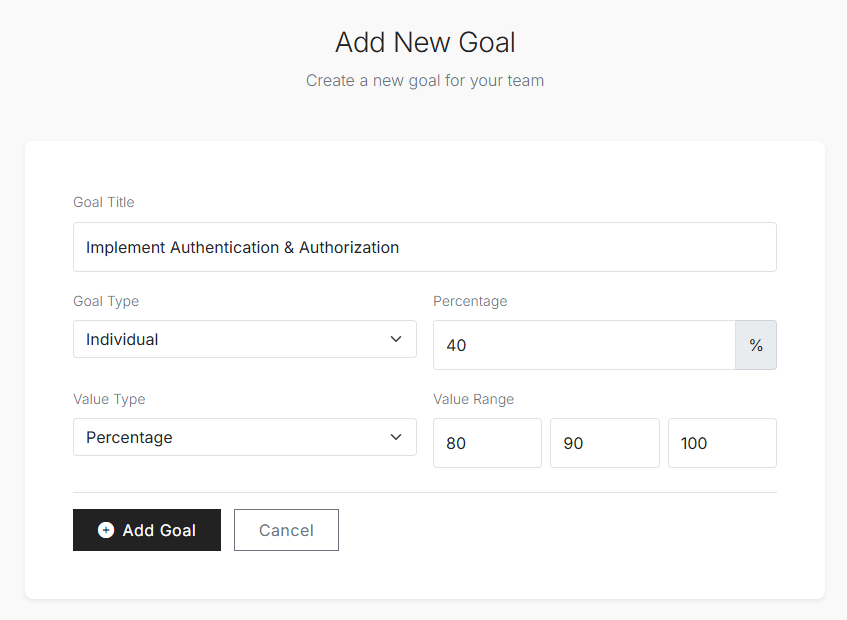 Add New Goal
Create a new goal for your team
Goal Title
Implement Authentication & Authorization
Goal Type
Percentage
Individual
40
%
Value Type
Value Range
Percentage
80
90
100
Add Goal
Cancel